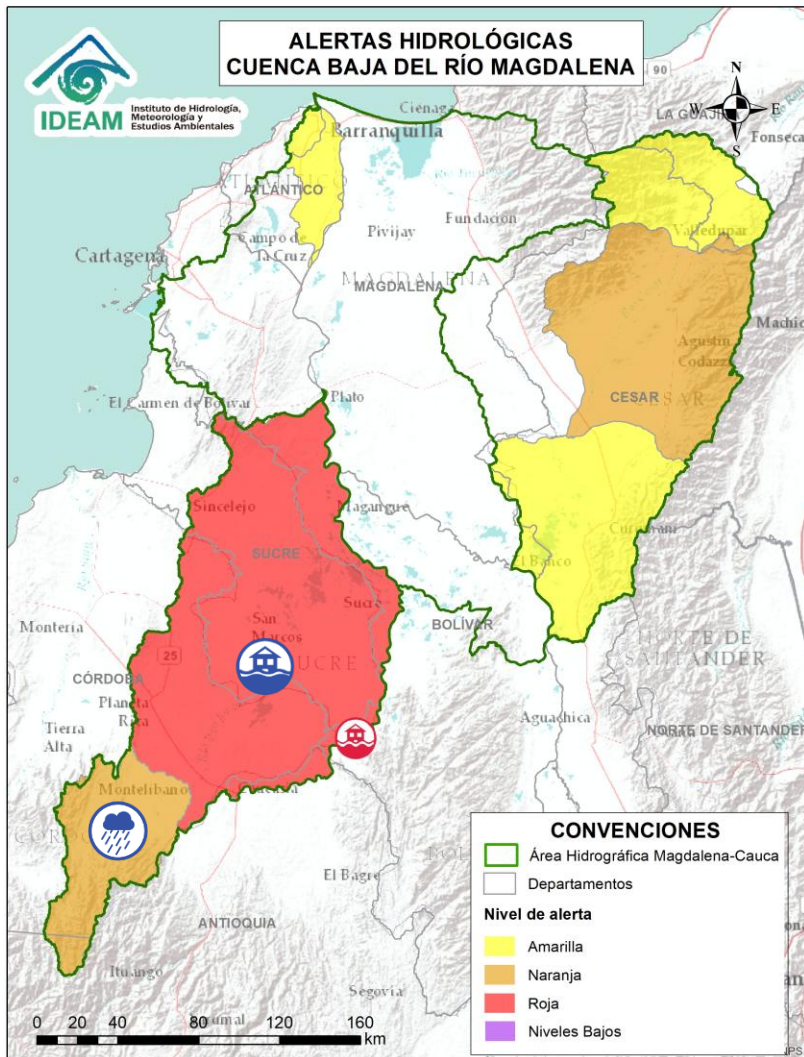 ALERTAS HIDROLÓGICAS
CUENCA BAJA DEL RÍO MAGDALENA
IDEAM
Instituto de Hidrología,
Meteorología y
Estudios Ambientales
90
N
E
S
LA GUAJIRA
Fonseca
Ciénaga
Barranquilla
ATLÁNTICO
Pivijay
Fundación
Valledupar
Campo de
la Cruz
Cartagena
MAGDALENA
MAGDALENA
Agustín
Codazzi
CESAR
El Carmen de Bolívar
Plato
Sincelejo
Magangué
Curumani
SUCRE
El Banco
Sucre
San
Marcos
BOLÍVAR
Montería
25
SUCRE
NORTE DE
SANTANDER
CÓRDOBA
Planeta
Rica
Aguachica
Tierra
Alta
NORTE DE SANTANDER
Montelíbano
El Bagre
ANTIOQUIA
Ituango
Segovia
CONVENCIONES
Área Hidrográfica Magdalena-Cauca
Departamentos
Nivel de alerta
Amarilla
Naranja
Roja
Niveles Bajos
0 20 40 80 120 160
km